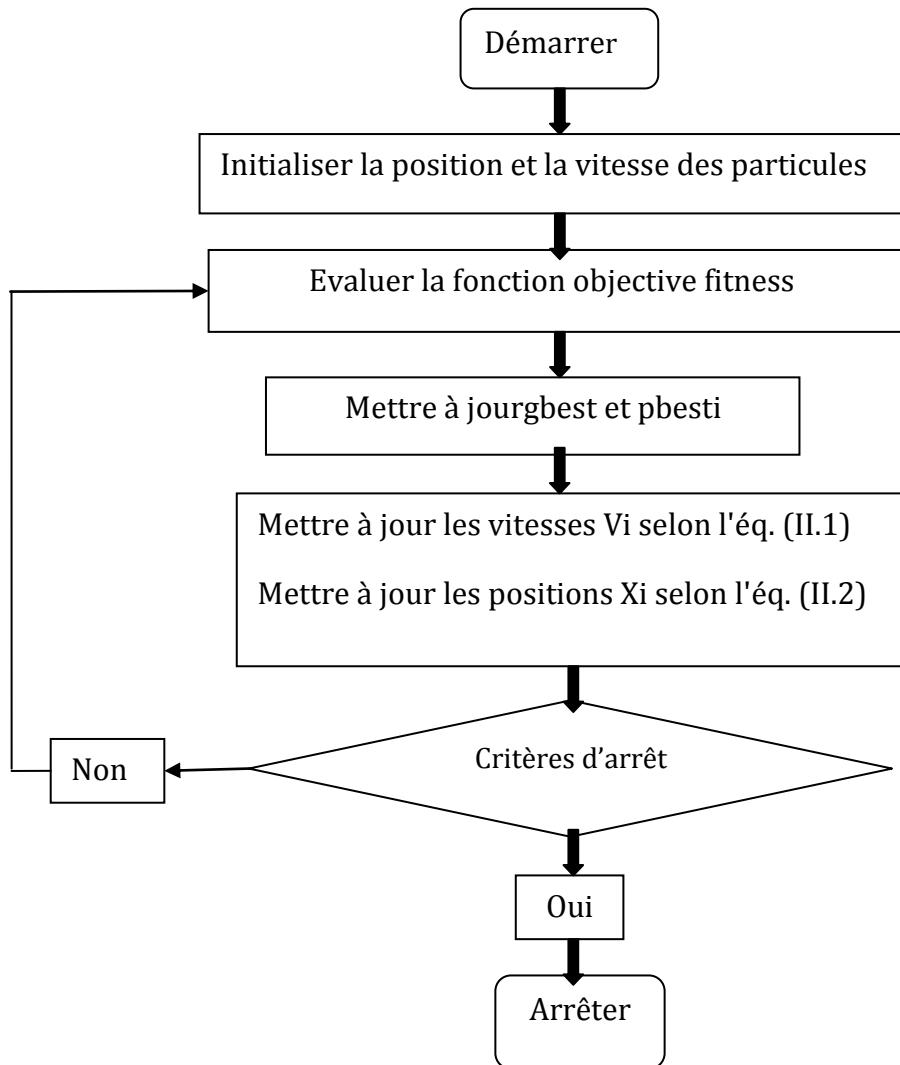 Démarrer
Initialiser la position et la vitesse des particules
Evaluer la fonction objective fitness
Mettre à jourgbest et pbesti
Mettre à jour les vitesses Vi selon l'éq. (II.1)
Mettre à jour les positions Xi selon l'éq. (II.2)
Critères d’arrêt
Non
Oui
Arrêter